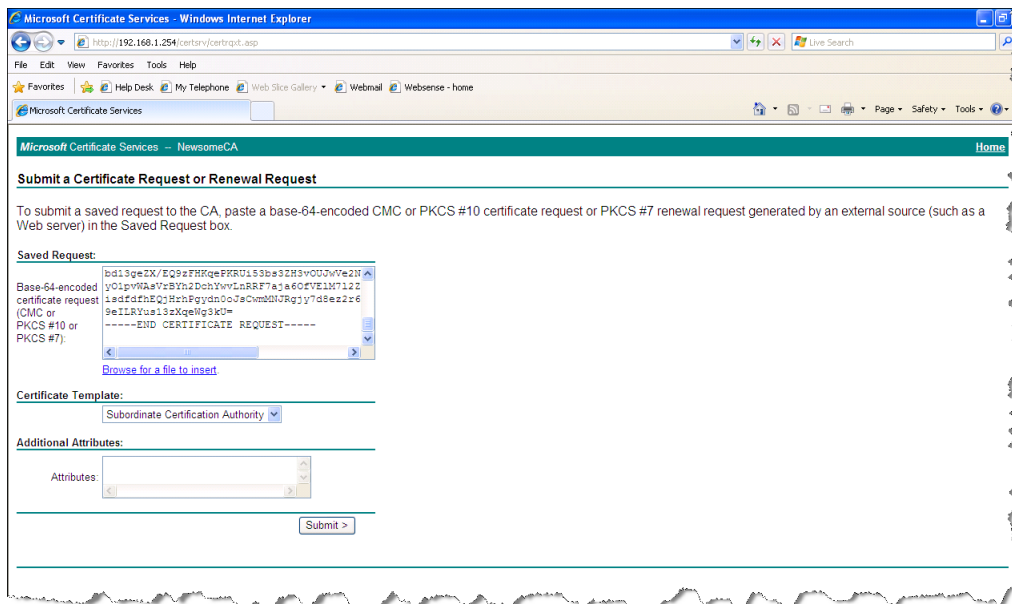 Microsoft Certificate Services - Windows Internet Explorer
http://192.168.1.254/certsrv/certrqxt.asp
Live Search
File Edit View Favorites Tools Help
Favorites Help Desk My Telephone Web Slice Gallery Webmail Websense - home
Microsoft Certificate Services
Page Safety Tools
Microsoft Certificate Services -- NewsomeCA
Home
Submit a Certificate Request or Renewal Request
To submit a saved request to the CA, paste a base-64-encoded CMC or PKCS #10 certificate request or PKCS #7 renewal request generated by an external source (such as a
Web server) in the Saved Request box.
Saved Request:
Base-64-encoded
certificate request
(CMC or
PKCS #10 or
PKCS #7):
bd13geZX/EQ9zFHKqePKRUi53bs3ZH3vOUJwVe2N
yO1pvWAsVrBYh2DchYwvLnRRF7aja6OfVElM7l2Z
isdfdfhEQjHrhPgydn0oJsCwmMNJRgjy7d8ez2r6
9eILRYus13zXqeWg3kU=
-----END CERTIFICATE REQUEST-----
Browse for a file to insert.
Certificate Template:
Subordinate Certification Authority
Additional Attributes:
Attributes:
Submit >